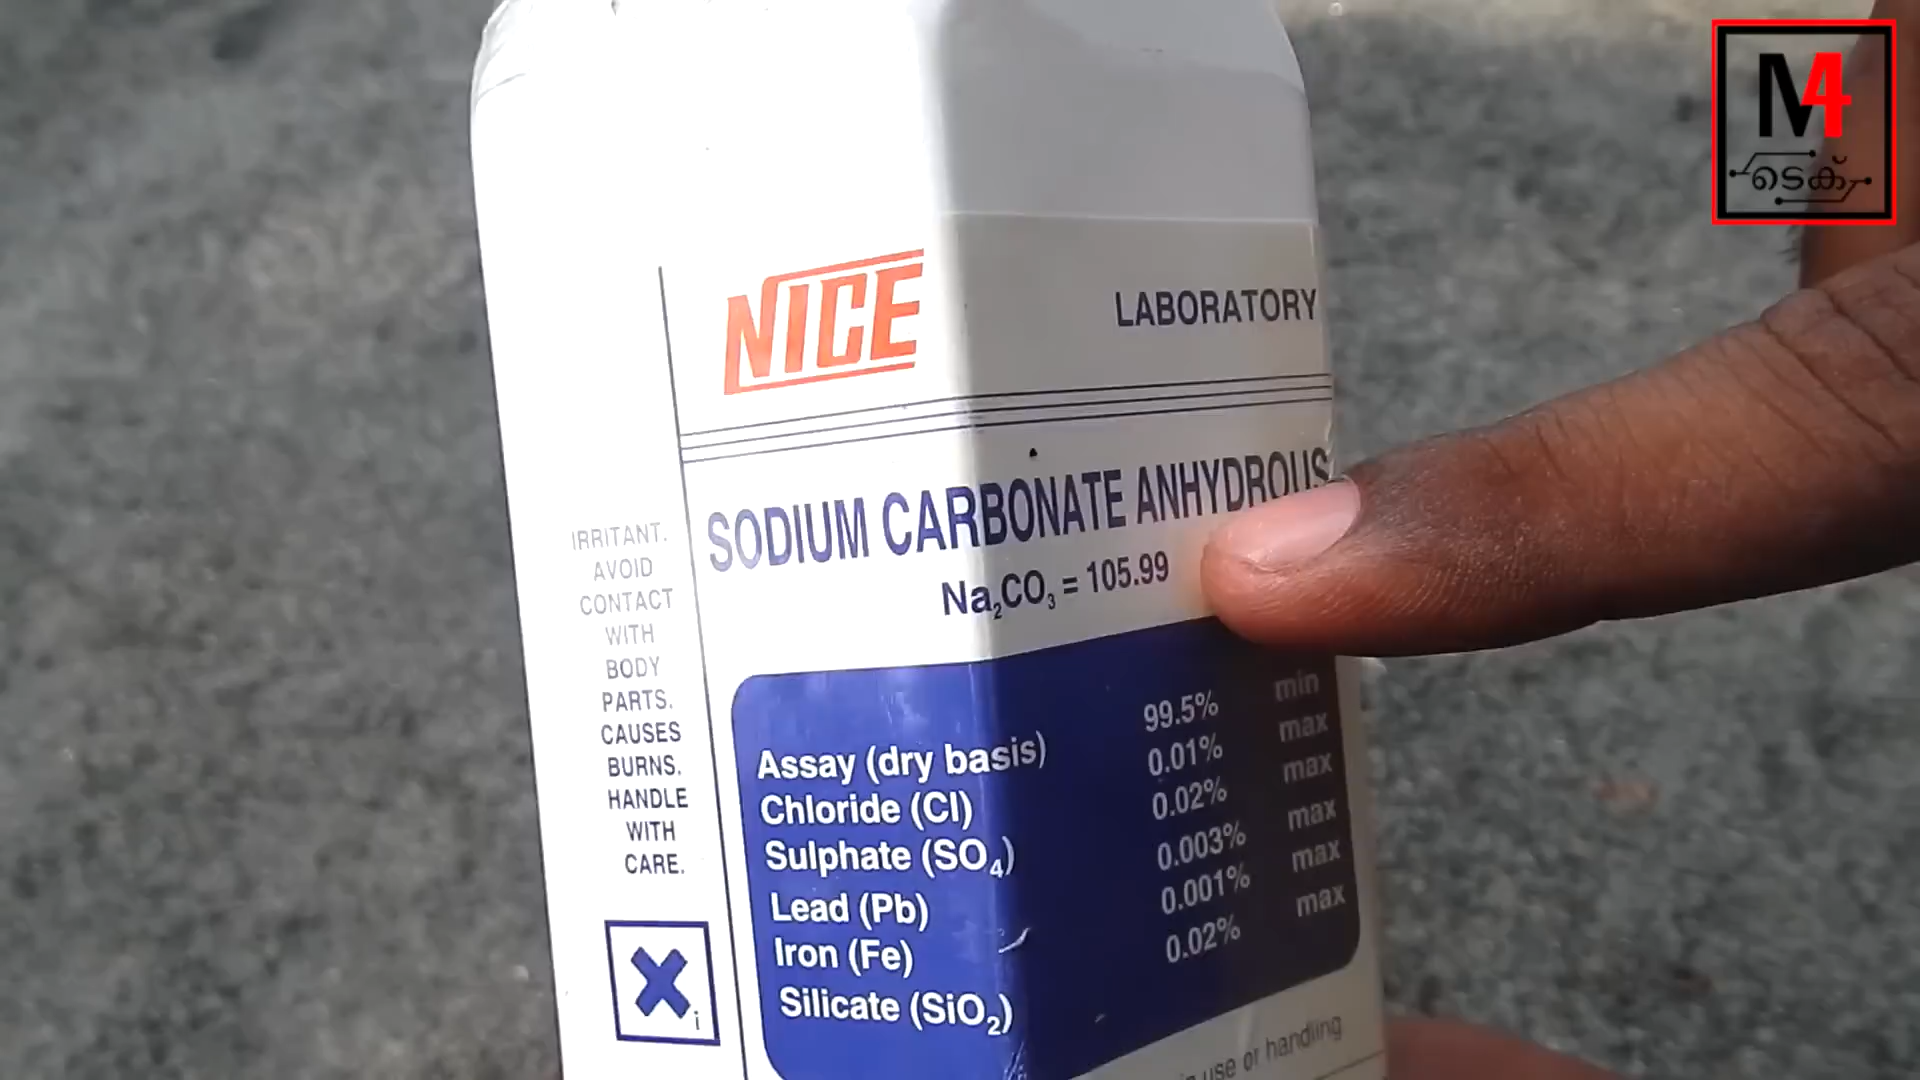 M4
ടെക്
NICE
LABORATORY
SODIUM CARBONATE ANHYDROUS
Na₂CO₃ = 105.99
IRRITANT.
AVOID
CONTACT
WITH
BODY
PARTS.
CAUSES
BURNS.
HANDLE
WITH
CARE.
i
Assay (dry basis) 99.5% min
Chloride (Cl) 0.01% max
Sulphate (SO₄) 0.02% max
Lead (Pb) 0.003% max
Iron (Fe) 0.001% max
Silicate (SiO₂) 0.02% max
use or handling